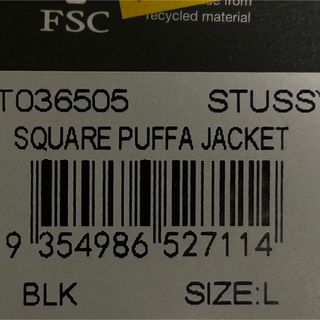 FSC
from
recycled material
T036505 STUSSY
SQUARE PUFFA JACKET
9 354986 527114
BLK SIZE:L